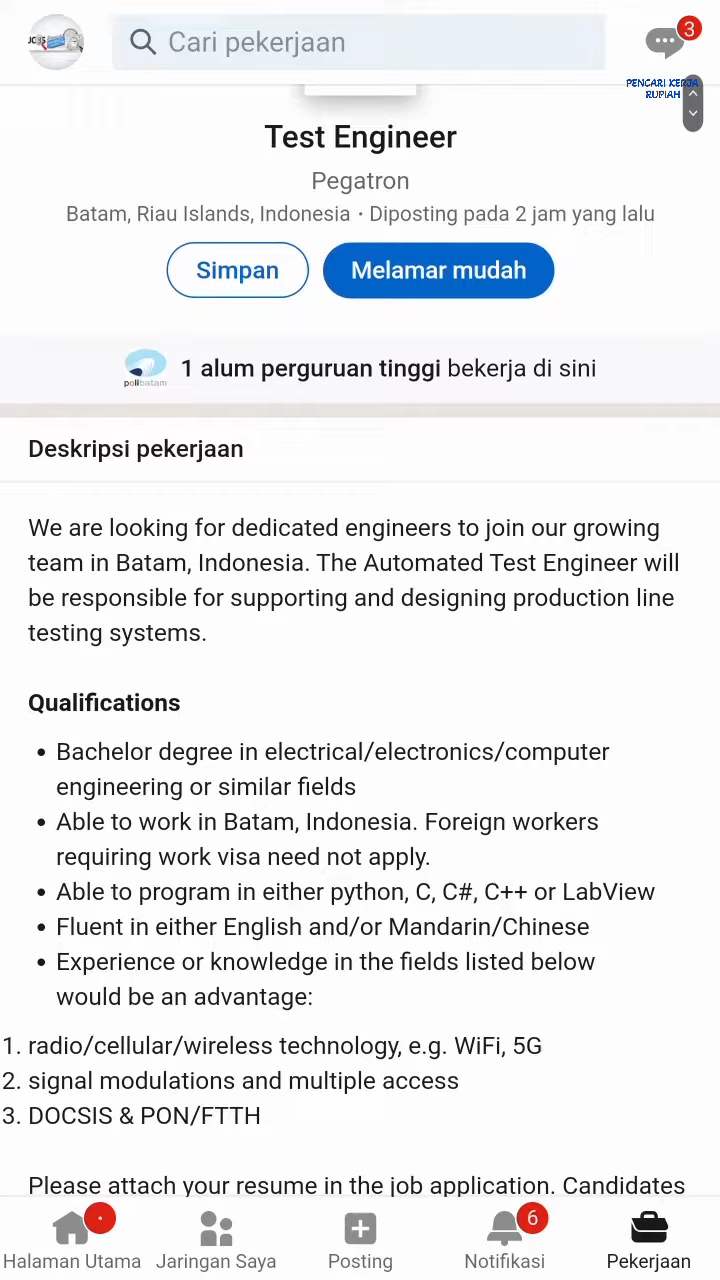 JOBS
Cari pekerjaan
3
PENCARI KERJA
RUPIAH
Test Engineer
Pegatron
Batam, Riau Islands, Indonesia · Diposting pada 2 jam yang lalu
Simpan
Melamar mudah
polibatam
1 alum perguruan tinggi bekerja di sini
Deskripsi pekerjaan
We are looking for dedicated engineers to join our growing
team in Batam, Indonesia. The Automated Test Engineer will
be responsible for supporting and designing production line
testing systems.
Qualifications
• Bachelor degree in electrical/electronics/computer
engineering or similar fields
• Able to work in Batam, Indonesia. Foreign workers
requiring work visa need not apply.
• Able to program in either python, C, C#, C++ or LabView
• Fluent in either English and/or Mandarin/Chinese
• Experience or knowledge in the fields listed below
would be an advantage:
1. radio/cellular/wireless technology, e.g. WiFi, 5G
2. signal modulations and multiple access
3. DOCSIS & PON/FTTH
Please attach your resume in the job application. Candidates
6
Halaman Utama
Jaringan Saya
Posting
Notifikasi
Pekerjaan